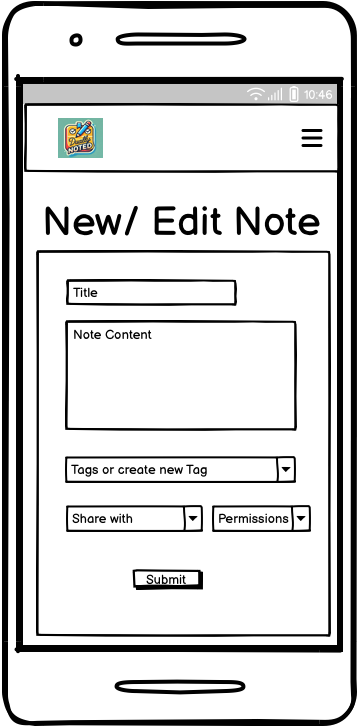 10:46
NOTED
New/ Edit Note
Title
Note Content
Tags or create new Tag
Share with
Permissions
Submit